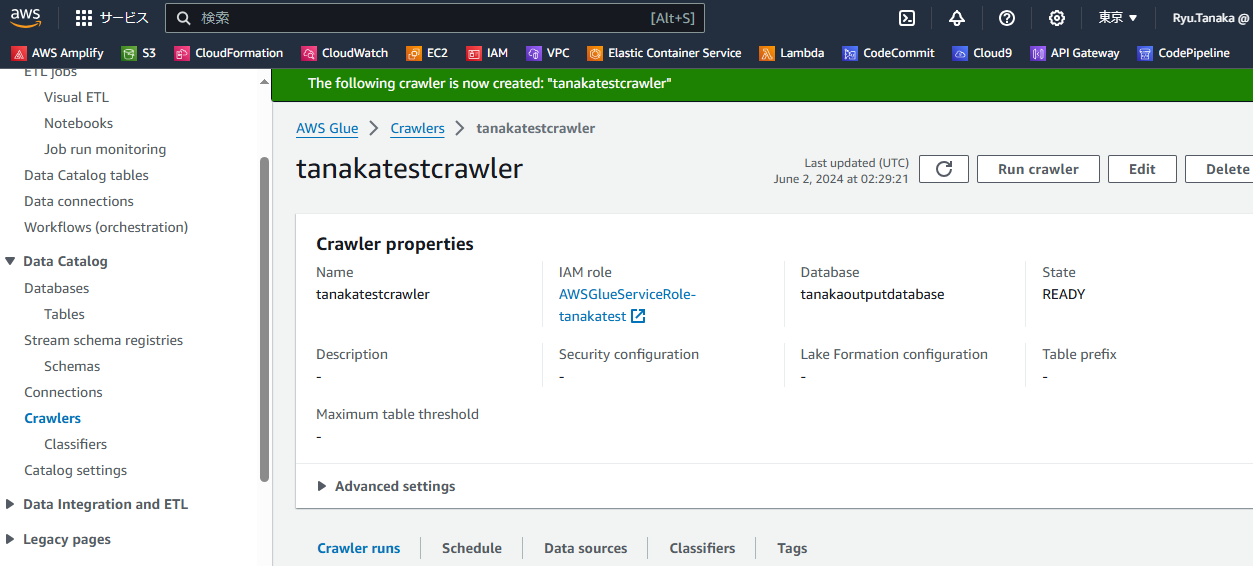 aws サービス 検索 [Alt+S] 東京 ▼ Ryu.Tanaka @
AWS Amplify S3 CloudFormation CloudWatch EC2 IAM VPC Elastic Container Service Lambda CodeCommit Cloud9 API Gateway CodePipeline
ETL jobs
Visual ETL
Notebooks
Job run monitoring
Data Catalog tables
Data connections
Workflows (orchestration)
Data Catalog
Databases
Tables
Stream schema registries
Schemas
Connections
Crawlers
Classifiers
Catalog settings
Data Integration and ETL
Legacy pages
The following crawler is now created: "tanakatestcrawler"
AWS Glue > Crawlers > tanakatestcrawler
tanakatestcrawler
Last updated (UTC)
June 2, 2024 at 02:29:21
Run crawler Edit Delete
Crawler properties
Name
tanakatestcrawler
IAM role
AWSGlueServiceRole-
tanakatest
Database
tanakaoutputdatabase
State
READY
Description
-
Security configuration
-
Lake Formation configuration
-
Table prefix
-
Maximum table threshold
-
Advanced settings
Crawler runs Schedule Data sources Classifiers Tags